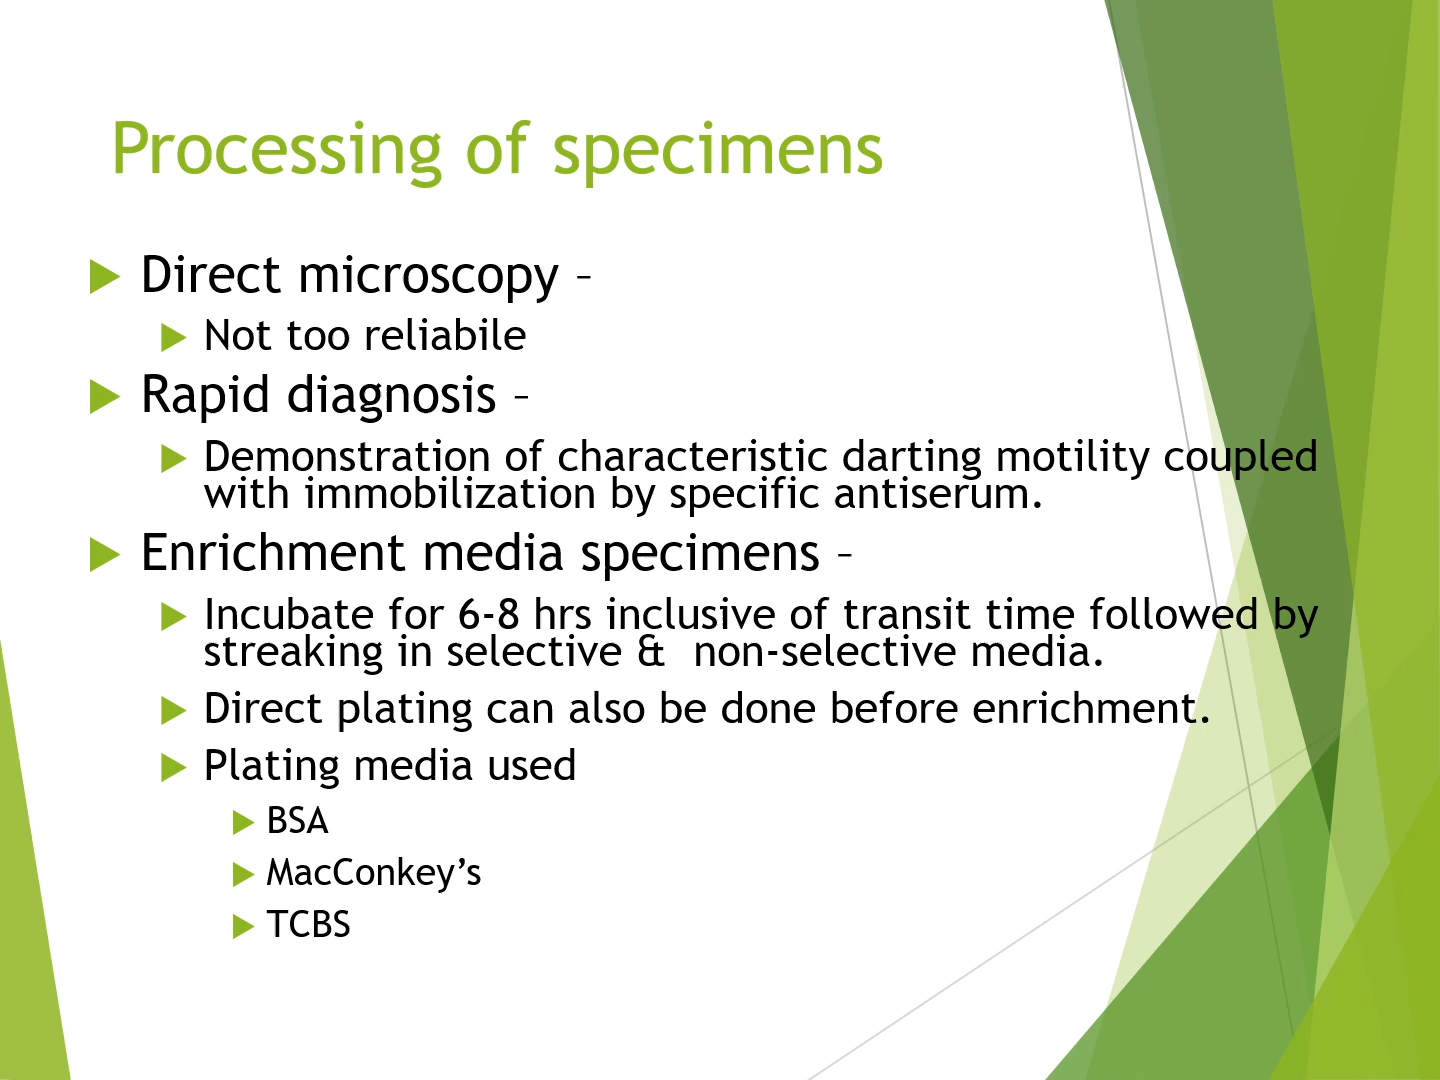 Processing of specimens
Direct microscopy –
Not too reliabile
Rapid diagnosis –
Demonstration of characteristic darting motility coupled
with immobilization by specific antiserum.
Enrichment media specimens –
Incubate for 6-8 hrs inclusive of transit time followed by
streaking in selective &  non-selective media.
Direct plating can also be done before enrichment.
Plating media used
BSA
MacConkey’s
TCBS